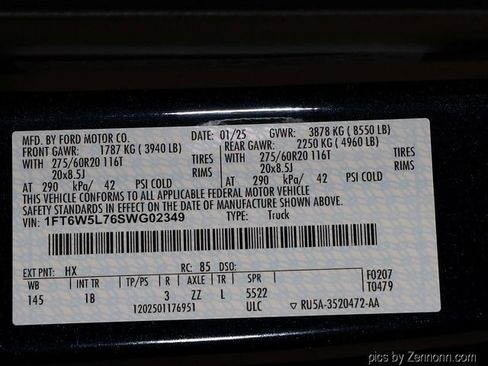 MFD. BY FORD MOTOR CO.
DATE: 01/25 GVWR: 3878 KG ( 8550 LB)
FRONT GAWR: 1787 KG ( 3940 LB) REAR GAWR: 2250 KG ( 4960 LB)
275/60R20 116T TIRES 275/60R20 116T TIRES
20x8.5J RIMS 20x8.5J RIMS
AT 290 kPa/ 42 PSI COLD AT 290 kPa/ 42 PSI COLD
THIS VEHICLE CONFORMS TO ALL APPLICABLE FEDERAL MOTOR VEHICLE
SAFETY AND THEFT PREVENTION STANDARDS IN EFFECT ON THE DATE OF MANUFACTURE SHOWN ABOVE.
VIN: 1FT6W5L76SWG02349 TYPE: Truck
EXT PNT: HX RC: 85 DSO:
WB INT TR TP/PS R AXLE TR SPR F0207
145 1B 3 ZZ L 5522 T0479
1202501176951 ULC RU5A-3520472-AA
pics by Zennonn.com